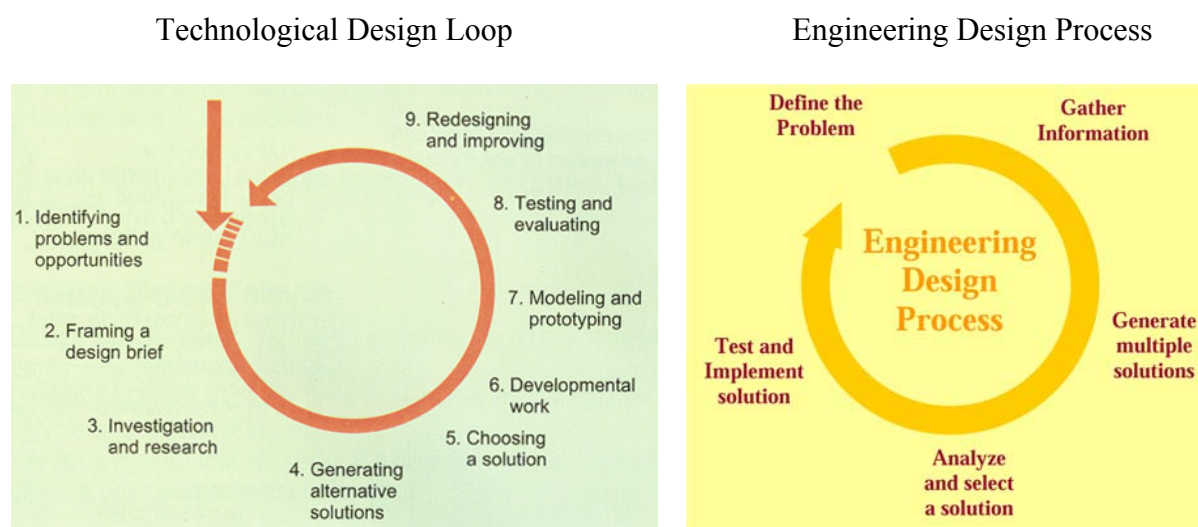 Technological Design Loop
Engineering Design Process
1. Identifying
problems and
opportunities
2. Framing a
design brief
3. Investigation
and research
4. Generating
alternative
solutions
5. Choosing
a solution
6. Developmental
work
7. Modeling and
prototyping
8. Testing and
evaluating
9. Redesigning
and improving
Define the
Problem
Gather
Information
Generate
multiple
solutions
Analyze
and select
a solution
Test and
Implement
solution
Engineering
Design
Process